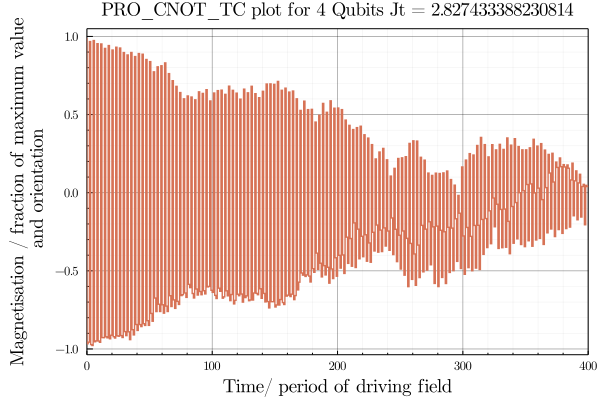 PRO_CNOT_TC plot for 4 Qubits Jt = 2.827433388230814
Magnetisation / fraction of maximum value
and orientation
1.0
0.5
0.0
−0.5
−1.0
0 100 200 300 400
Time/ period of driving field